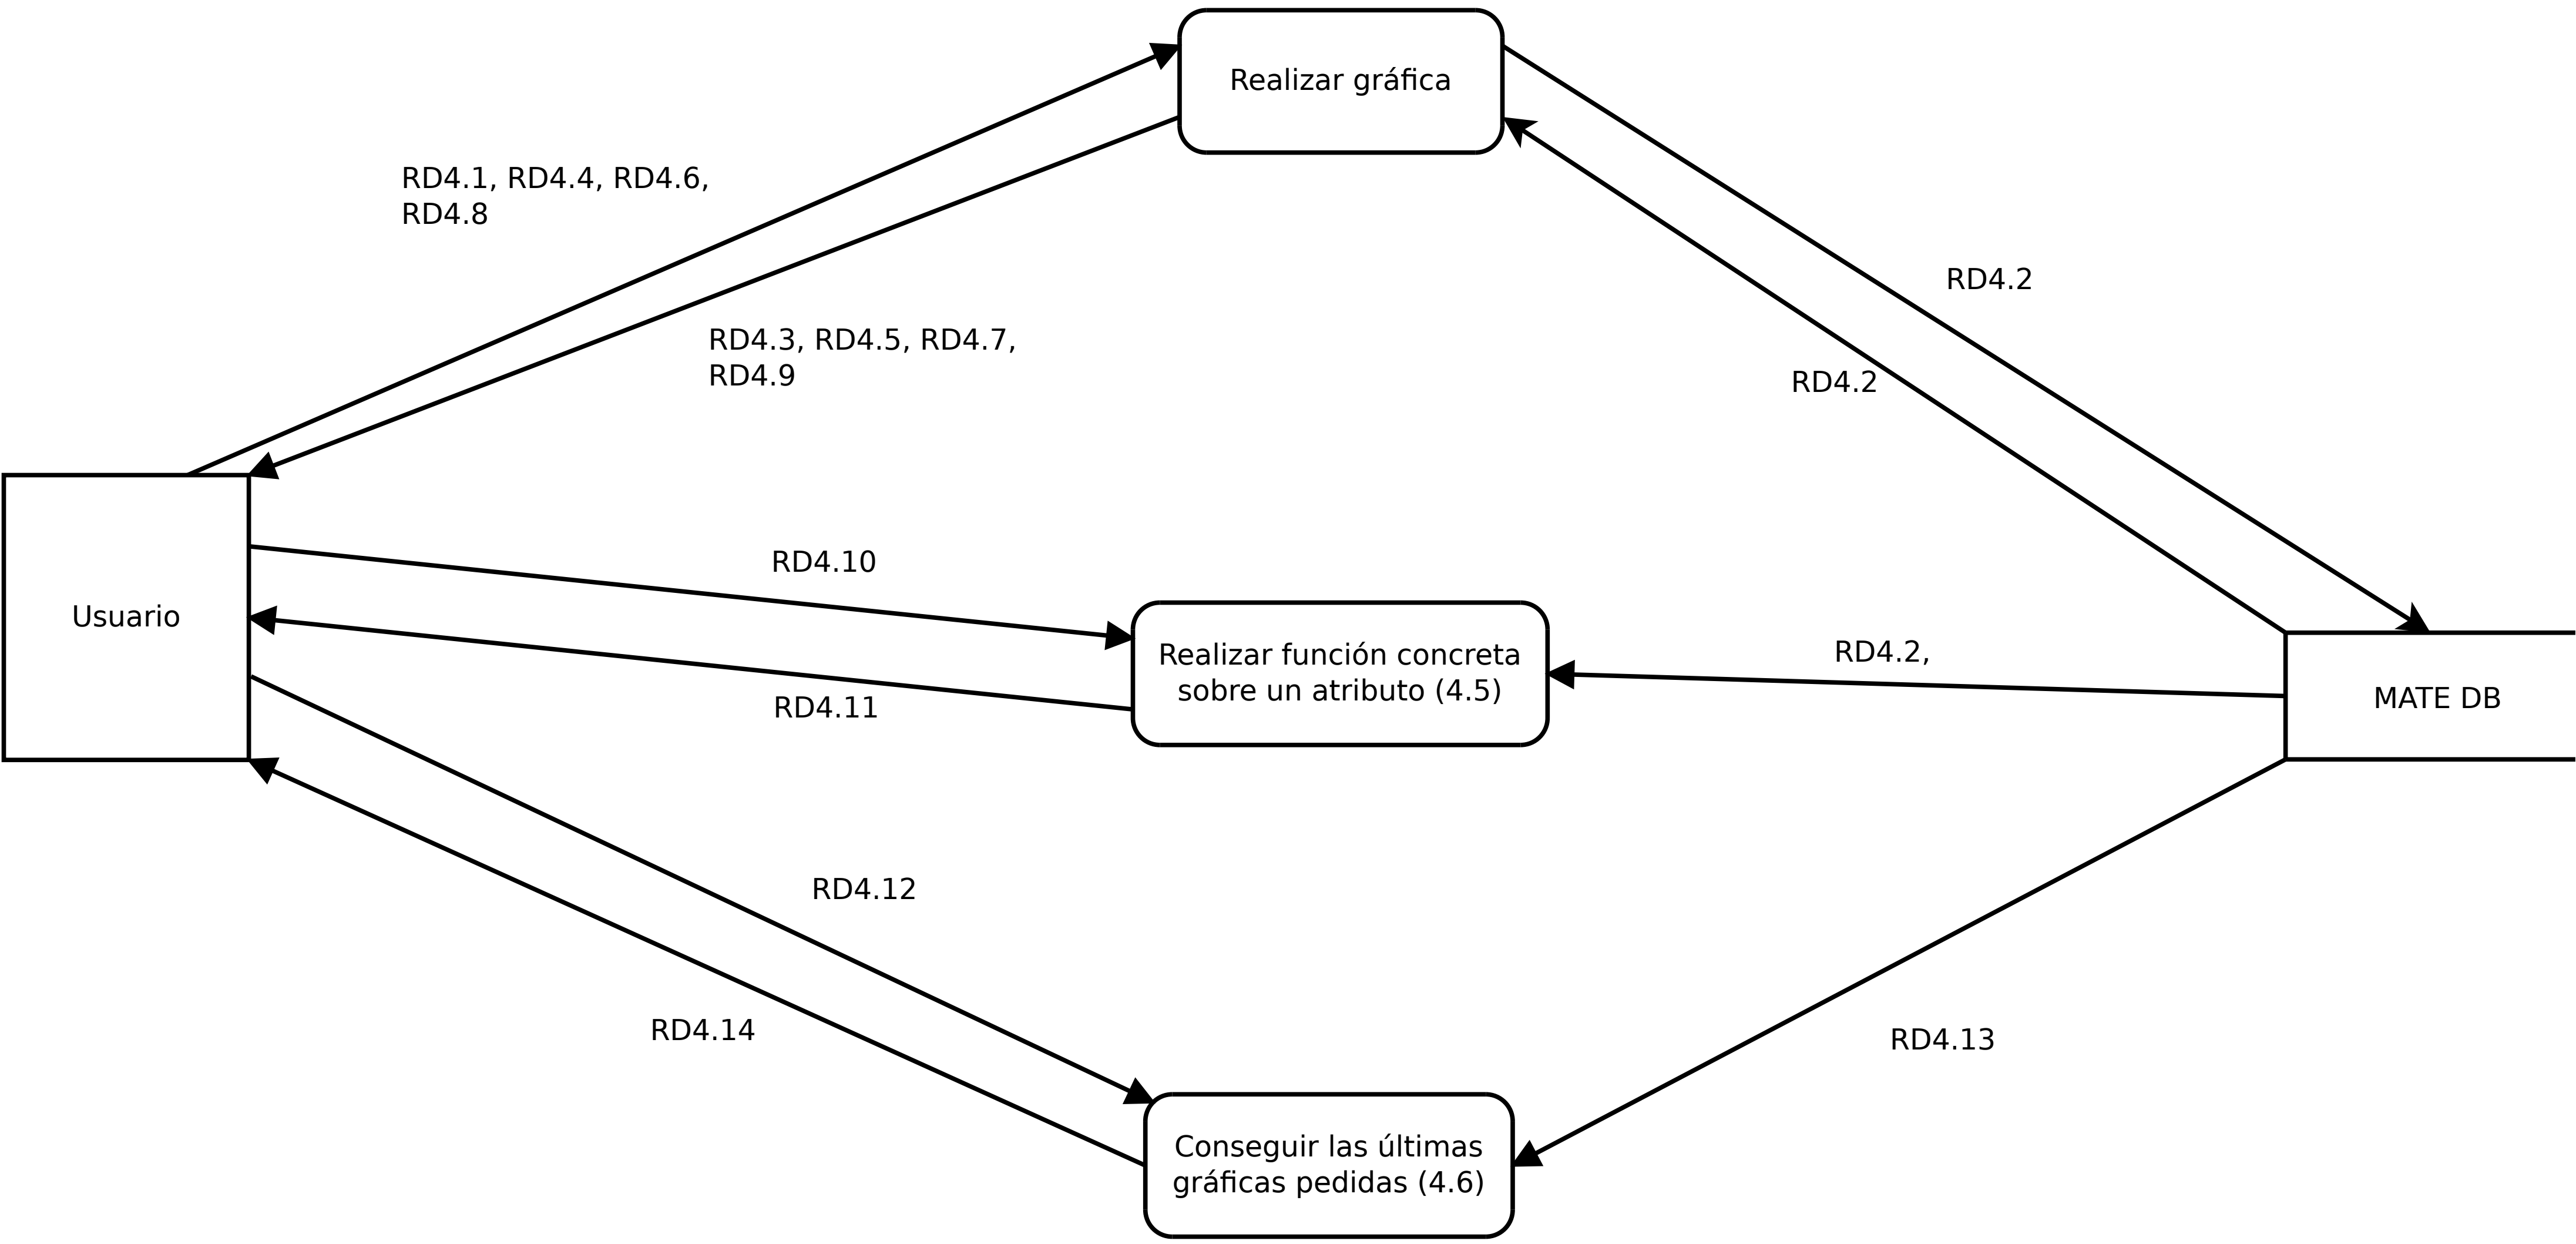 Realizar gráfica
RD4.1, RD4.4, RD4.6,
RD4.8
RD4.2
RD4.3, RD4.5, RD4.7,
RD4.9
RD4.2
RD4.10
Usuario
Realizar función concreta
sobre un atributo (4.5)
RD4.2,
MATE DB
RD4.11
RD4.12
RD4.14
RD4.13
Conseguir las últimas
gráficas pedidas (4.6)